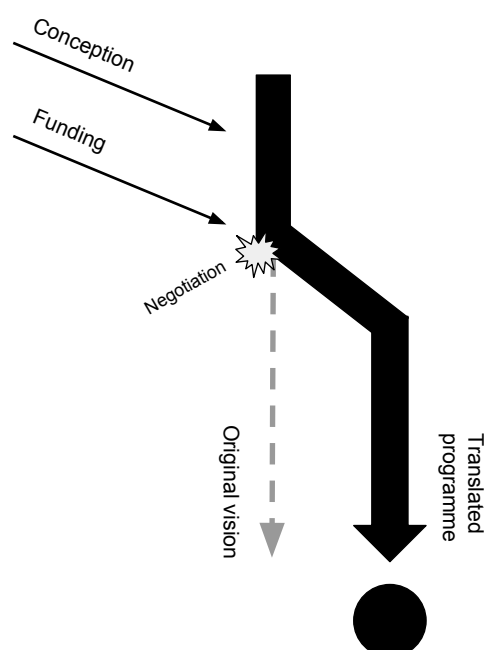 Conception
Funding
Negotiation
Original vision
Translated
programme